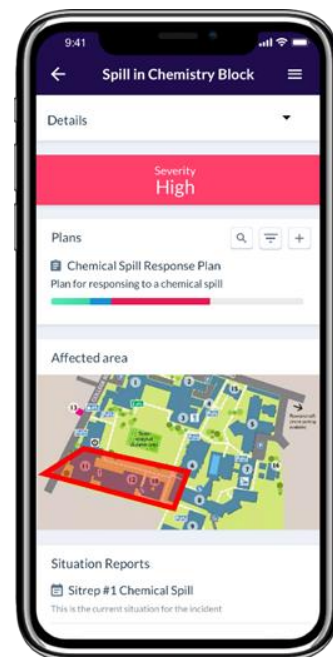 9:41
Spill in Chemistry Block
Details
Severity
High
Plans
Chemical Spill Response Plan
Plan for responsing to a chemical spill
Affected area
Situation Reports
Sitrep #1 Chemical Spill
This is the current situation for the incident